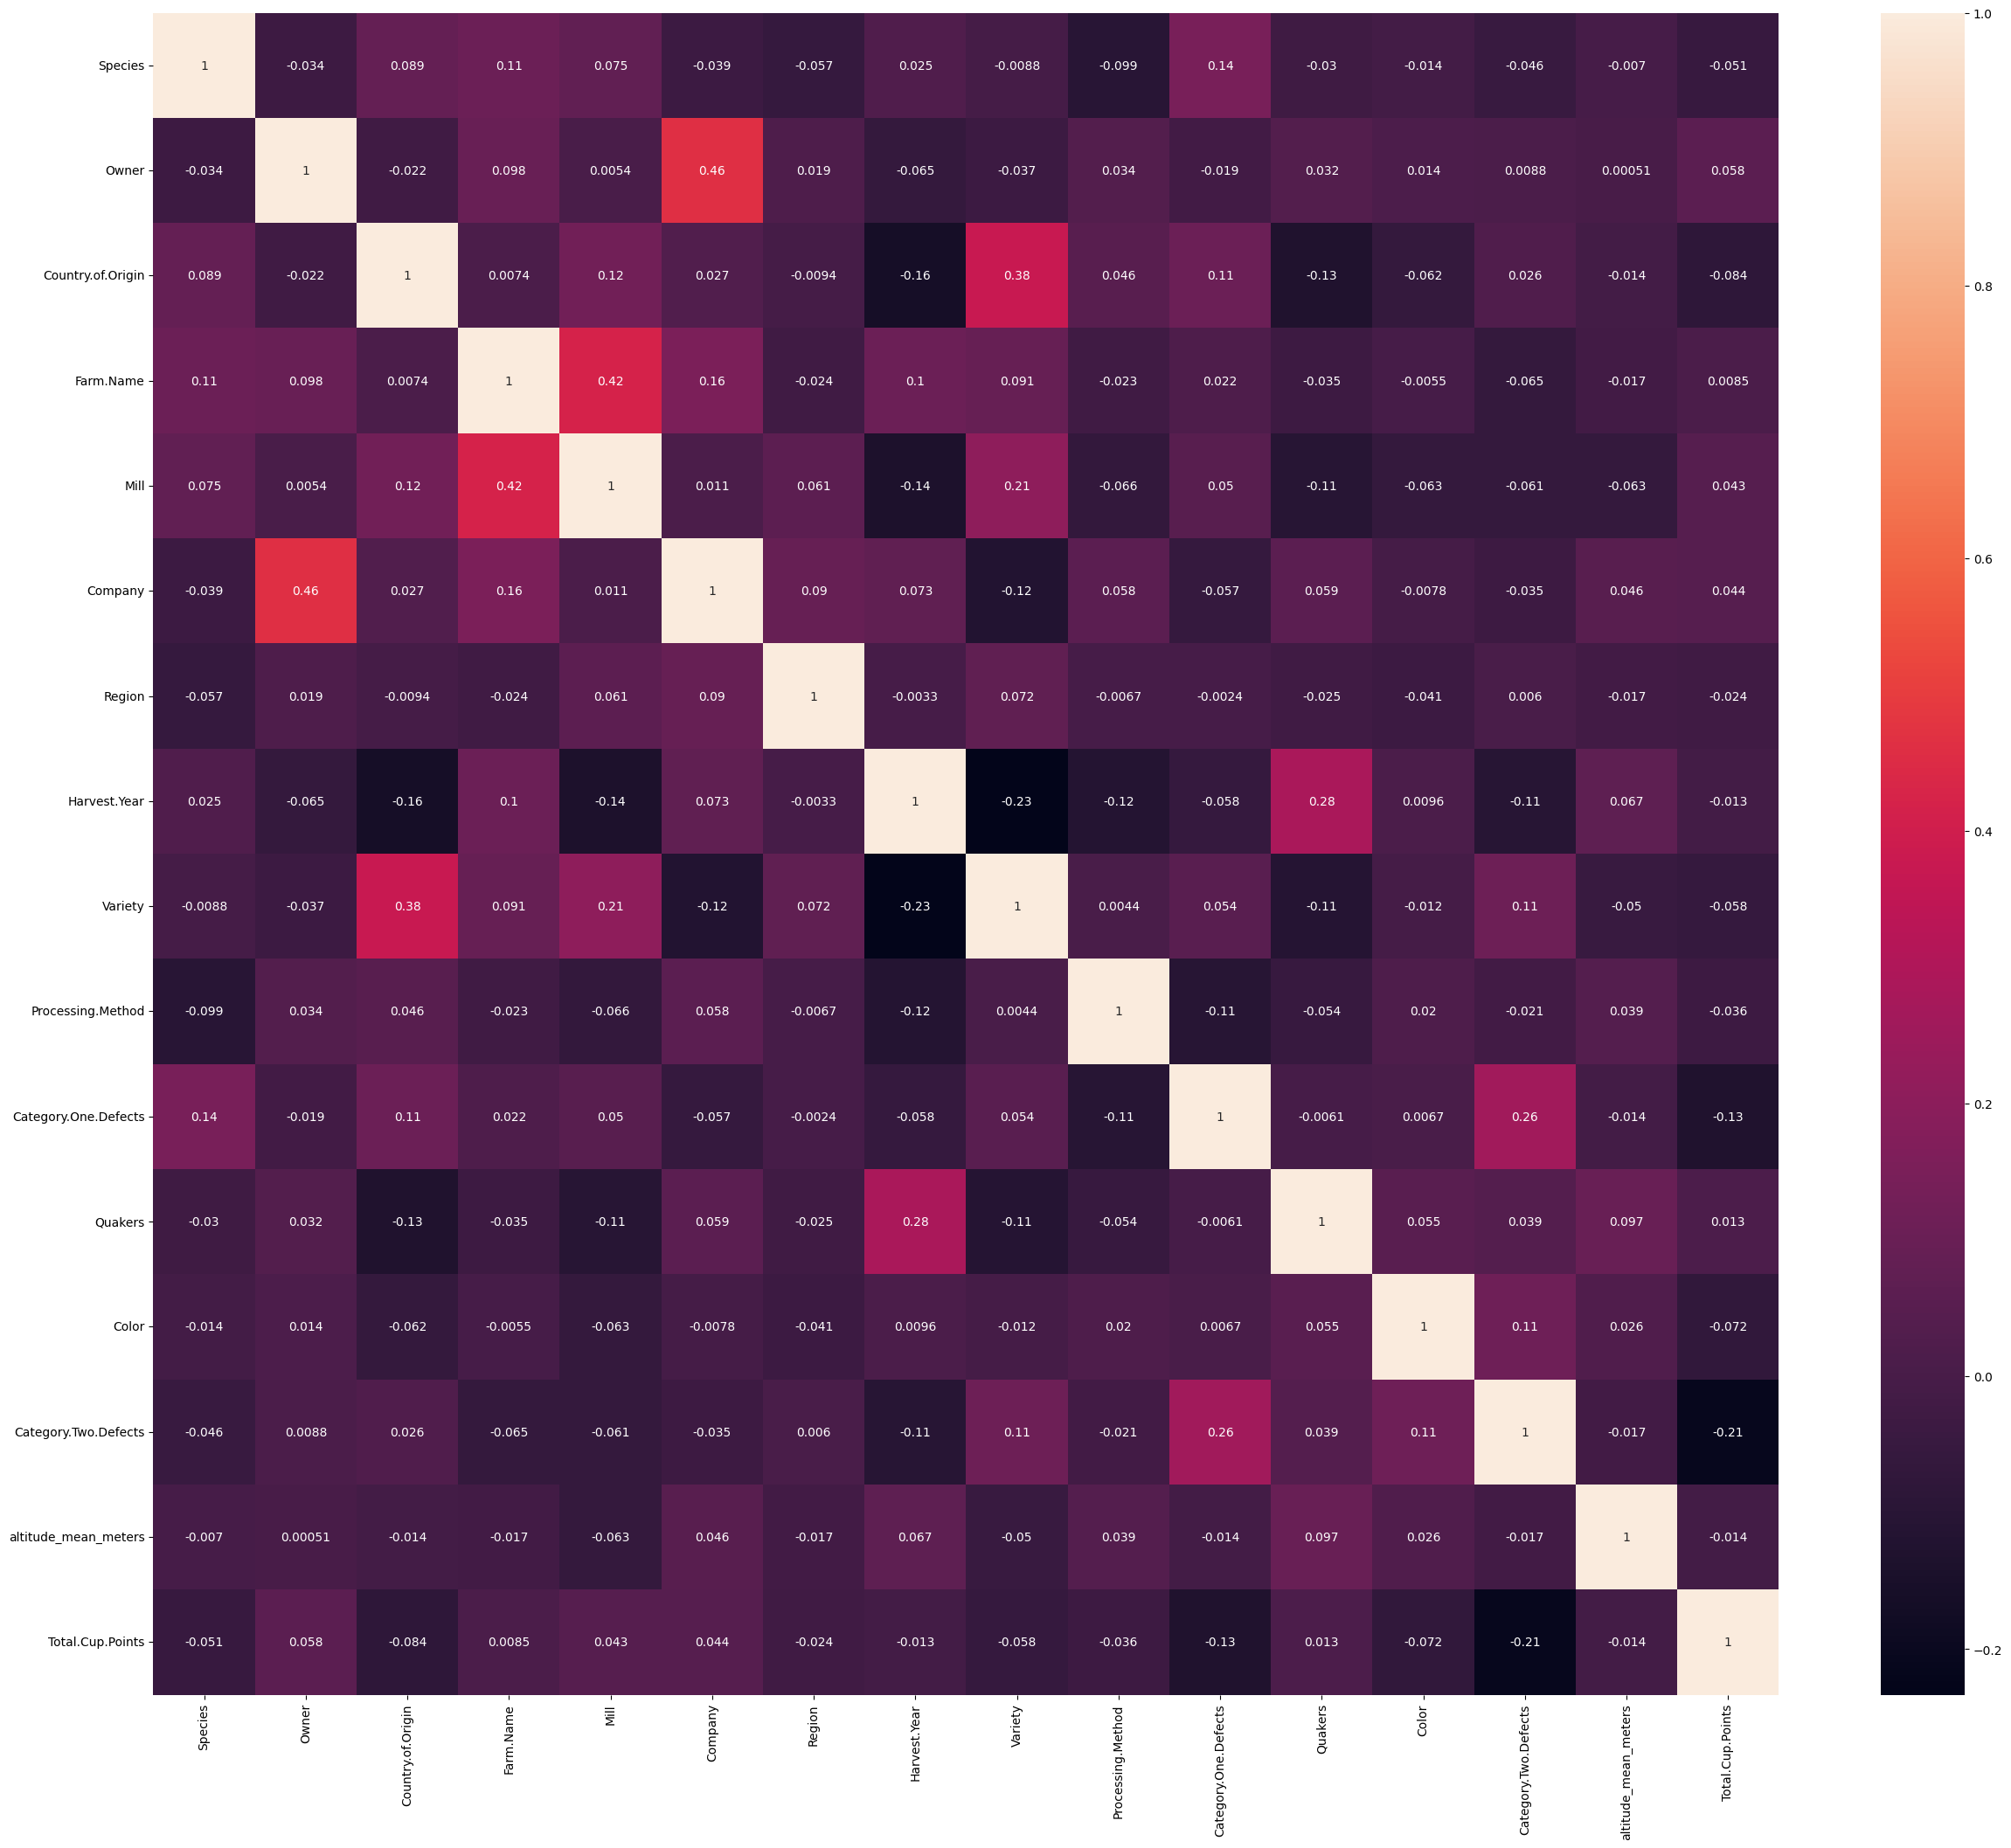 Species 1 -0.034 0.089 0.11 0.075 -0.039 -0.057 0.025 -0.0088 -0.099 0.14 -0.03 -0.014 -0.046 -0.007 -0.051
Owner -0.034 1 -0.022 0.098 0.0054 0.46 0.019 -0.065 -0.037 0.034 -0.019 0.032 0.014 0.0088 0.00051 0.058
Country.of.Origin 0.089 -0.022 1 0.0074 0.12 0.027 -0.0094 -0.16 0.38 0.046 0.11 -0.13 -0.062 0.026 -0.014 -0.084
Farm.Name 0.11 0.098 0.0074 1 0.42 0.16 -0.024 0.1 0.091 -0.023 0.022 -0.035 -0.0055 -0.065 -0.017 0.0085
Mill 0.075 0.0054 0.12 0.42 1 0.011 0.061 -0.14 0.21 -0.066 0.05 -0.11 -0.063 -0.061 -0.063 0.043
Company -0.039 0.46 0.027 0.16 0.011 1 0.09 0.073 -0.12 0.058 -0.057 0.059 -0.0078 -0.035 0.046 0.044
Region -0.057 0.019 -0.0094 -0.024 0.061 0.09 1 -0.0033 0.072 -0.0067 -0.0024 -0.025 -0.041 0.006 -0.017 -0.024
Harvest.Year 0.025 -0.065 -0.16 0.1 -0.14 0.073 -0.0033 1 -0.23 -0.12 -0.058 0.28 0.0096 -0.11 0.067 -0.013
Variety -0.0088 -0.037 0.38 0.091 0.21 -0.12 0.072 -0.23 1 0.0044 0.054 -0.11 -0.012 0.11 -0.05 -0.058
Processing.Method -0.099 0.034 0.046 -0.023 -0.066 0.058 -0.0067 -0.12 0.0044 1 -0.11 -0.054 0.02 -0.021 0.039 -0.036
Category.One.Defects 0.14 -0.019 0.11 0.022 0.05 -0.057 -0.0024 -0.058 0.054 -0.11 1 -0.0061 0.0067 0.26 -0.014 -0.13
Quakers -0.03 0.032 -0.13 -0.035 -0.11 0.059 -0.025 0.28 -0.11 -0.054 -0.0061 1 0.055 0.039 0.097 0.013
Color -0.014 0.014 -0.062 -0.0055 -0.063 -0.0078 -0.041 0.0096 -0.012 0.02 0.0067 0.055 1 0.11 0.026 -0.072
Category.Two.Defects -0.046 0.0088 0.026 -0.065 -0.061 -0.035 0.006 -0.11 0.11 -0.021 0.26 0.039 0.11 1 -0.017 -0.21
altitude_mean_meters -0.007 0.00051 -0.014 -0.017 -0.063 0.046 -0.017 0.067 -0.05 0.039 -0.014 0.097 0.026 -0.017 1 -0.014
Total.Cup.Points -0.051 0.058 -0.084 0.0085 0.043 0.044 -0.024 -0.013 -0.058 -0.036 -0.13 0.013 -0.072 -0.21 -0.014 1
Species
Owner
Country.of.Origin
Farm.Name
Mill
Company
Region
Harvest.Year
Variety
Processing.Method
Category.One.Defects
Quakers
Color
Category.Two.Defects
altitude_mean_meters
Total.Cup.Points
1.0
0.8
0.6
0.4
0.2
0.0
−0.2